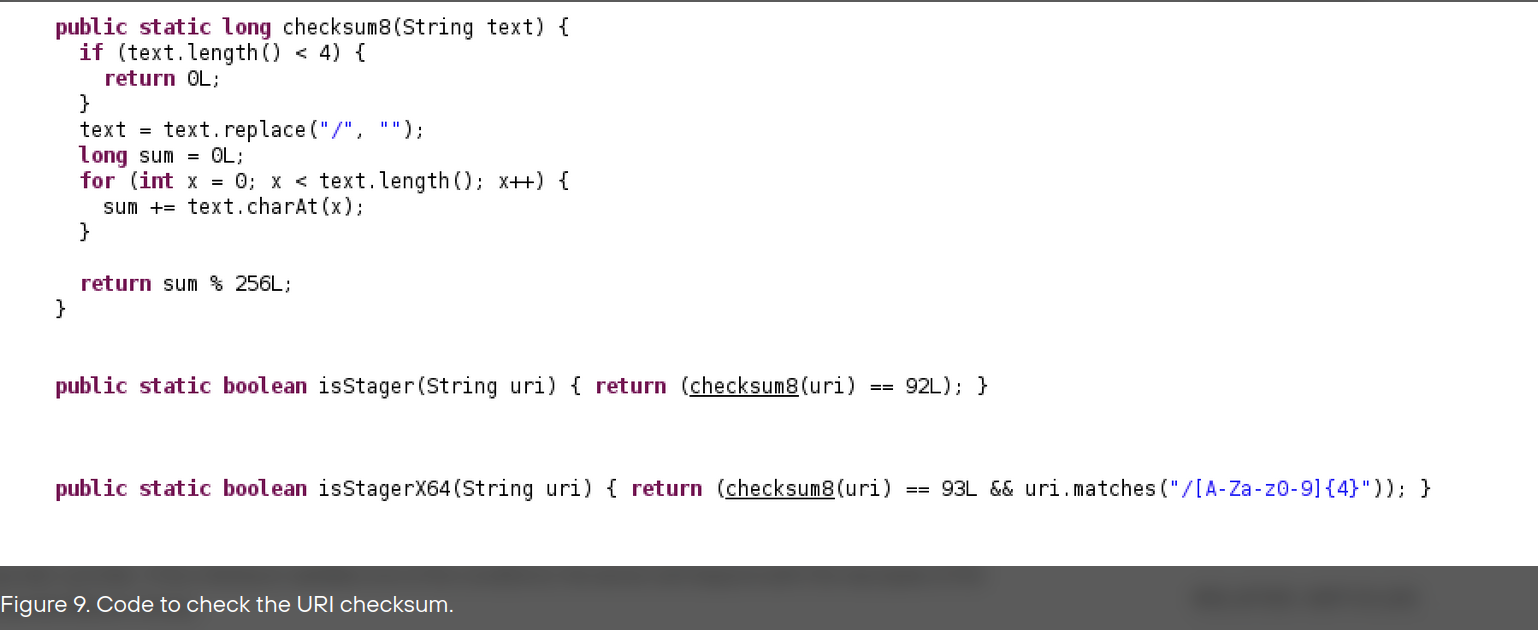 public static long checksum8(String text) {
if (text.length() < 4) {
return 0L;
}
text = text.replace("/", "");
long sum = 0L;
for (int x = 0; x < text.length(); x++) {
sum += text.charAt(x);
}
return sum % 256L;
}
public static boolean isStager(String uri) { return (checksum8(uri) == 92L); }
public static boolean isStagerX64(String uri) { return (checksum8(uri) == 93L && uri.matches("/[A-Za-z0-9]{4}")); }
Figure 9. Code to check the URI checksum.